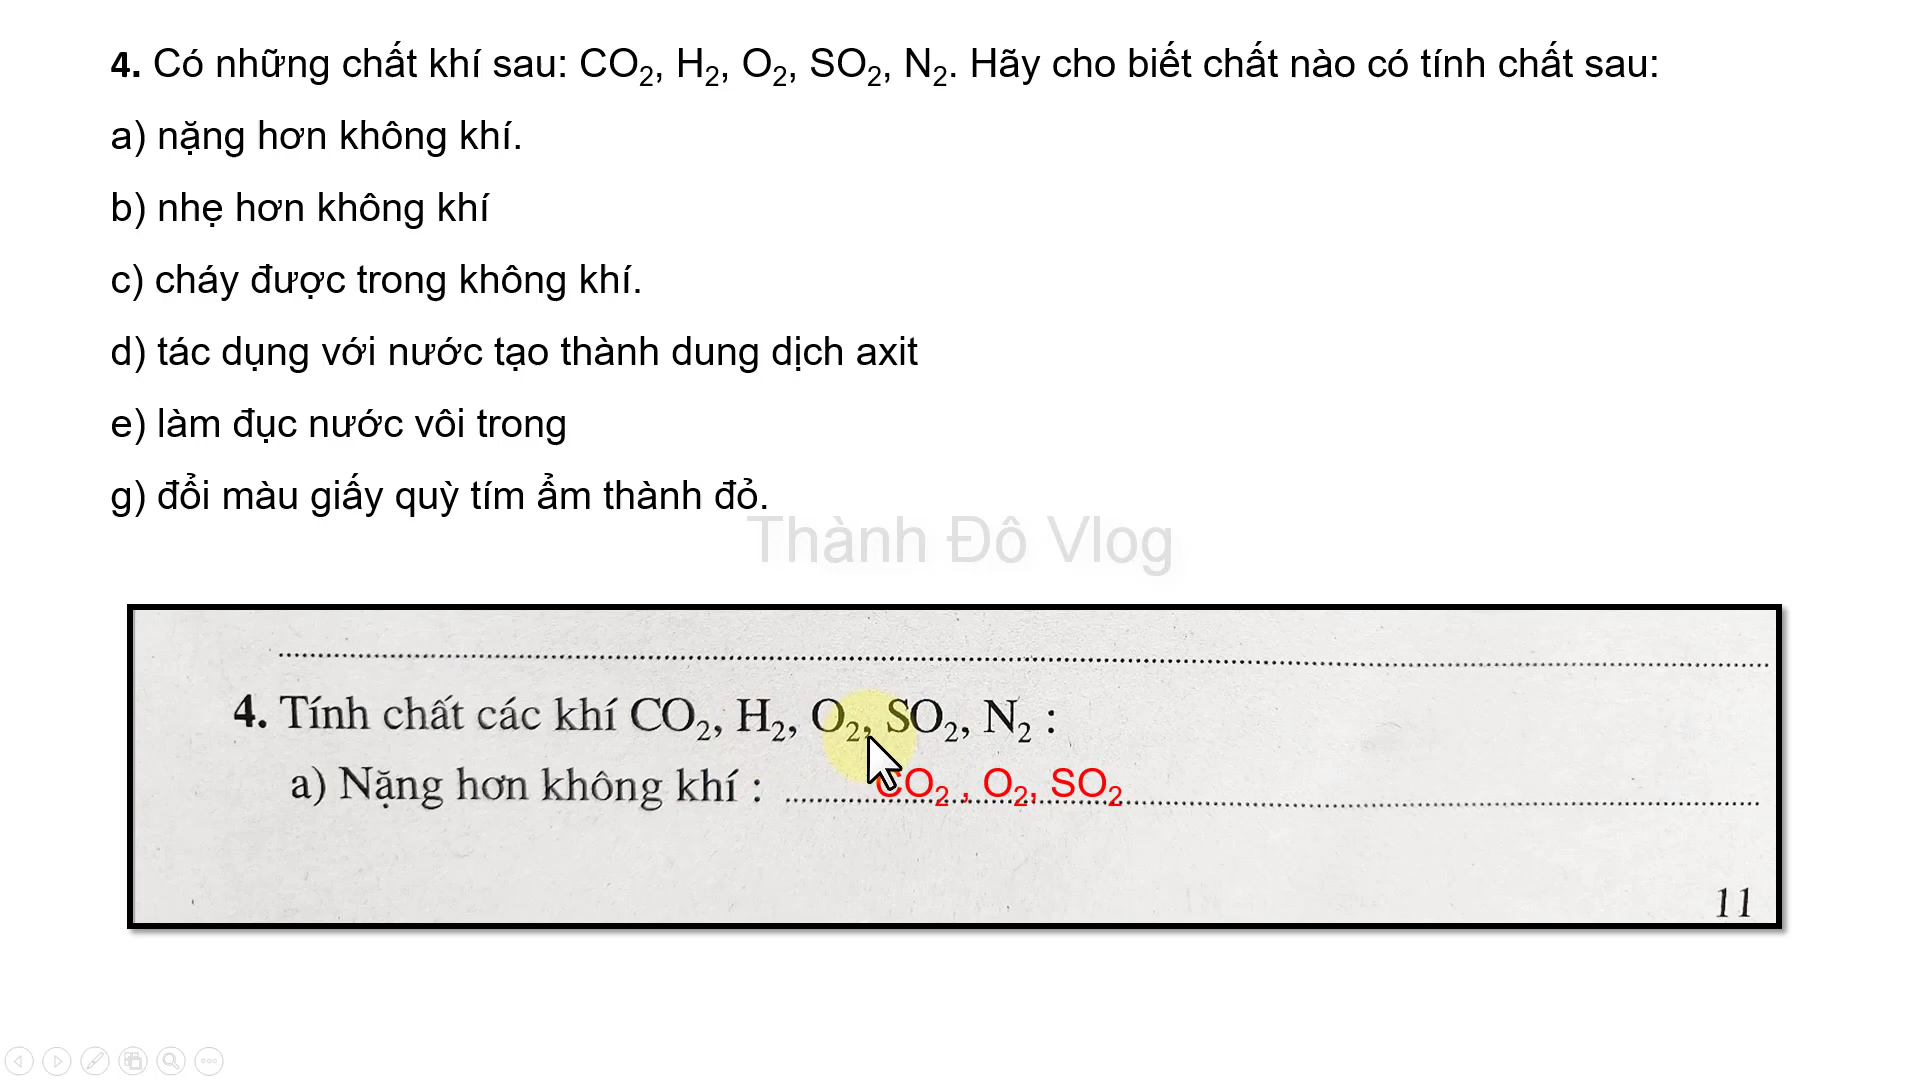 4. Có những chất khí sau: CO₂, H₂, O₂, SO₂, N₂. Hãy cho biết chất nào có tính chất sau:
a) nặng hơn không khí.
b) nhẹ hơn không khí
c) cháy được trong không khí.
d) tác dụng với nước tạo thành dung dịch axit
e) làm đục nước vôi trong
g) đổi màu giấy quỳ tím ẩm thành đỏ.
Thành Đô Vlog
4. Tính chất các khí CO₂, H₂, O₂, SO₂, N₂ :
a) Nặng hơn không khí : CO₂ , O₂, SO₂
11